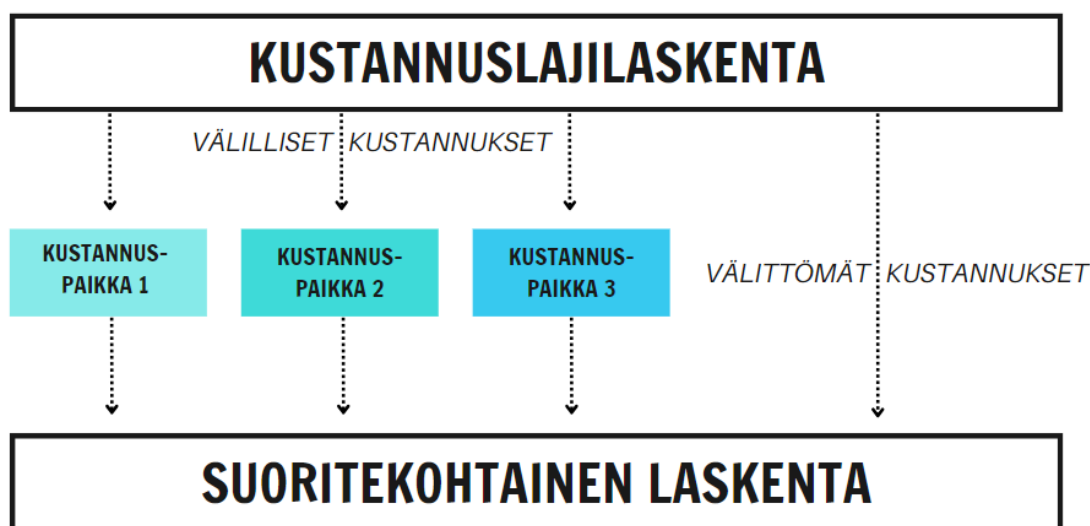 KUSTANNUSLAJILASKENTA
VÄLILLISET KUSTANNUKSET
KUSTANNUS-
PAIKKA 1
KUSTANNUS-
PAIKKA 2
KUSTANNUS-
PAIKKA 3
VÄLITTÖMÄT KUSTANNUKSET
SUORITEKOHTAINEN LASKENTA